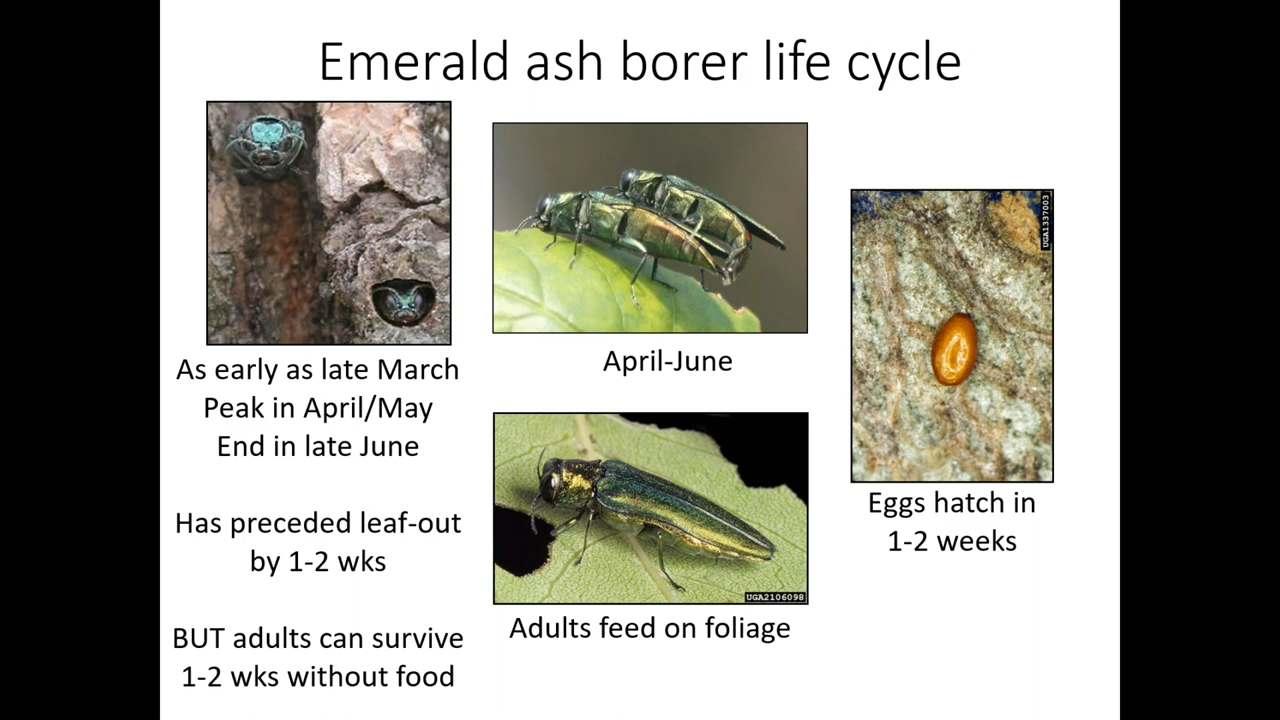 Emerald ash borer life cycle
As early as late March
Peak in April/May
End in late June
Has preceded leaf-out
by 1-2 wks
BUT adults can survive
1-2 wks without food
April-June
UGA2106098
Adults feed on foliage
UGA1337003
Eggs hatch in
1-2 weeks